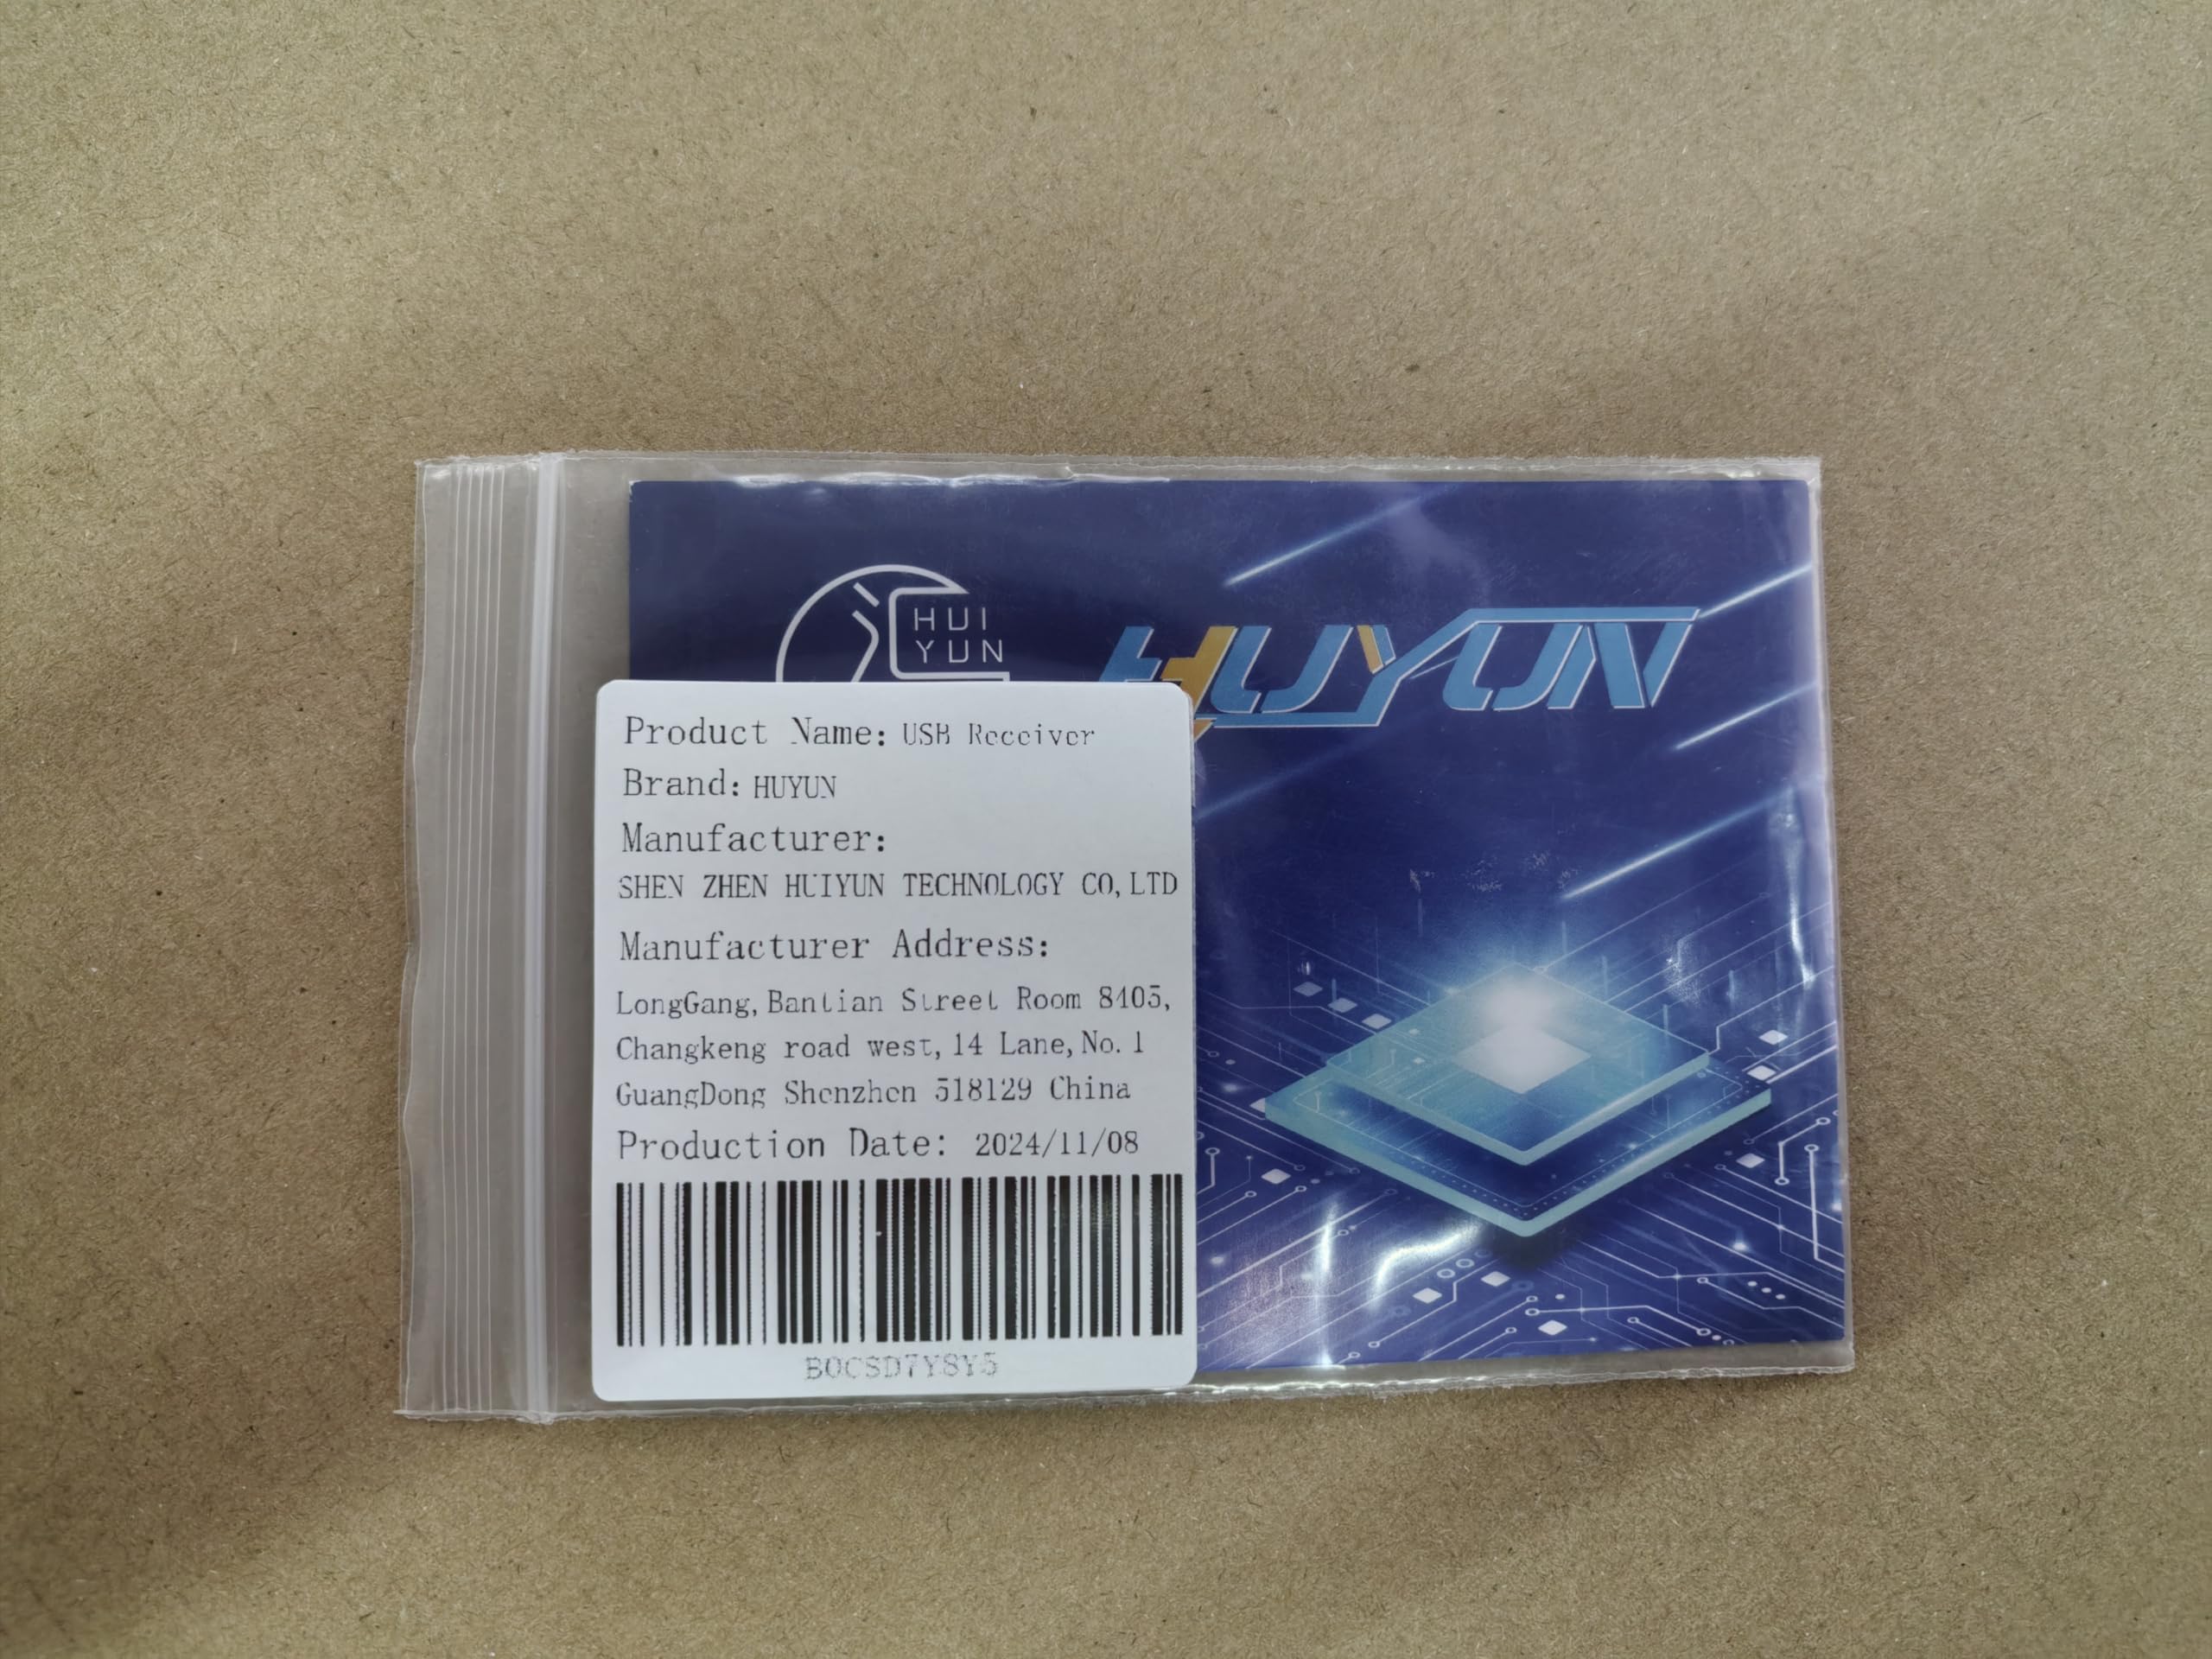 HUI
YUN
HUYUN
Product Name: USB Receiver
Brand: HUYUN
Manufacturer:
SHEN ZHEN HUIYUN TECHNOLOGY CO,LTD
Manufacturer Address:
LongGang, Bantian Street Room 8405,
Changkeng road west, 14 Lane, No. 1
GuangDong Shenzhen 518129 China
Production Date: 2024/11/08
B0CSD7Y8Y5